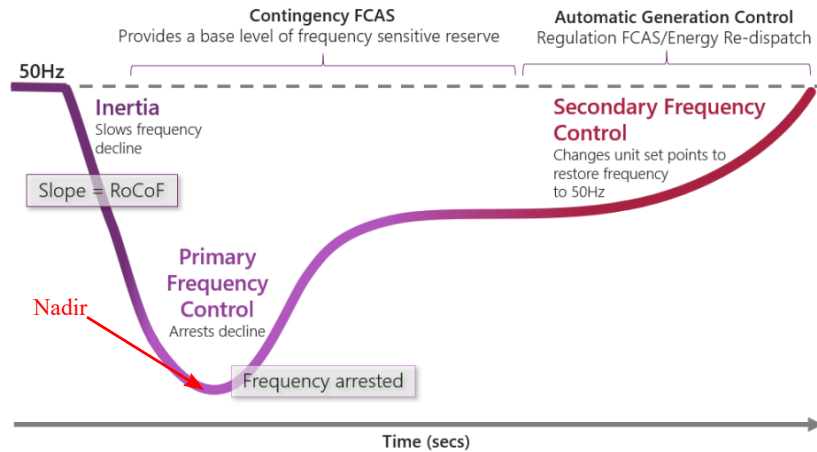 Contingency FCAS
Provides a base level of frequency sensitive reserve
Automatic Generation Control
Regulation FCAS/Energy Re-dispatch
50Hz
Inertia
Slows frequency
decline
Slope = RoCoF
Secondary Frequency
Control
Changes unit set points to
restore frequency
to 50Hz
Primary
Frequency
Control
Arrests decline
Nadir
Frequency arrested
Time (secs)